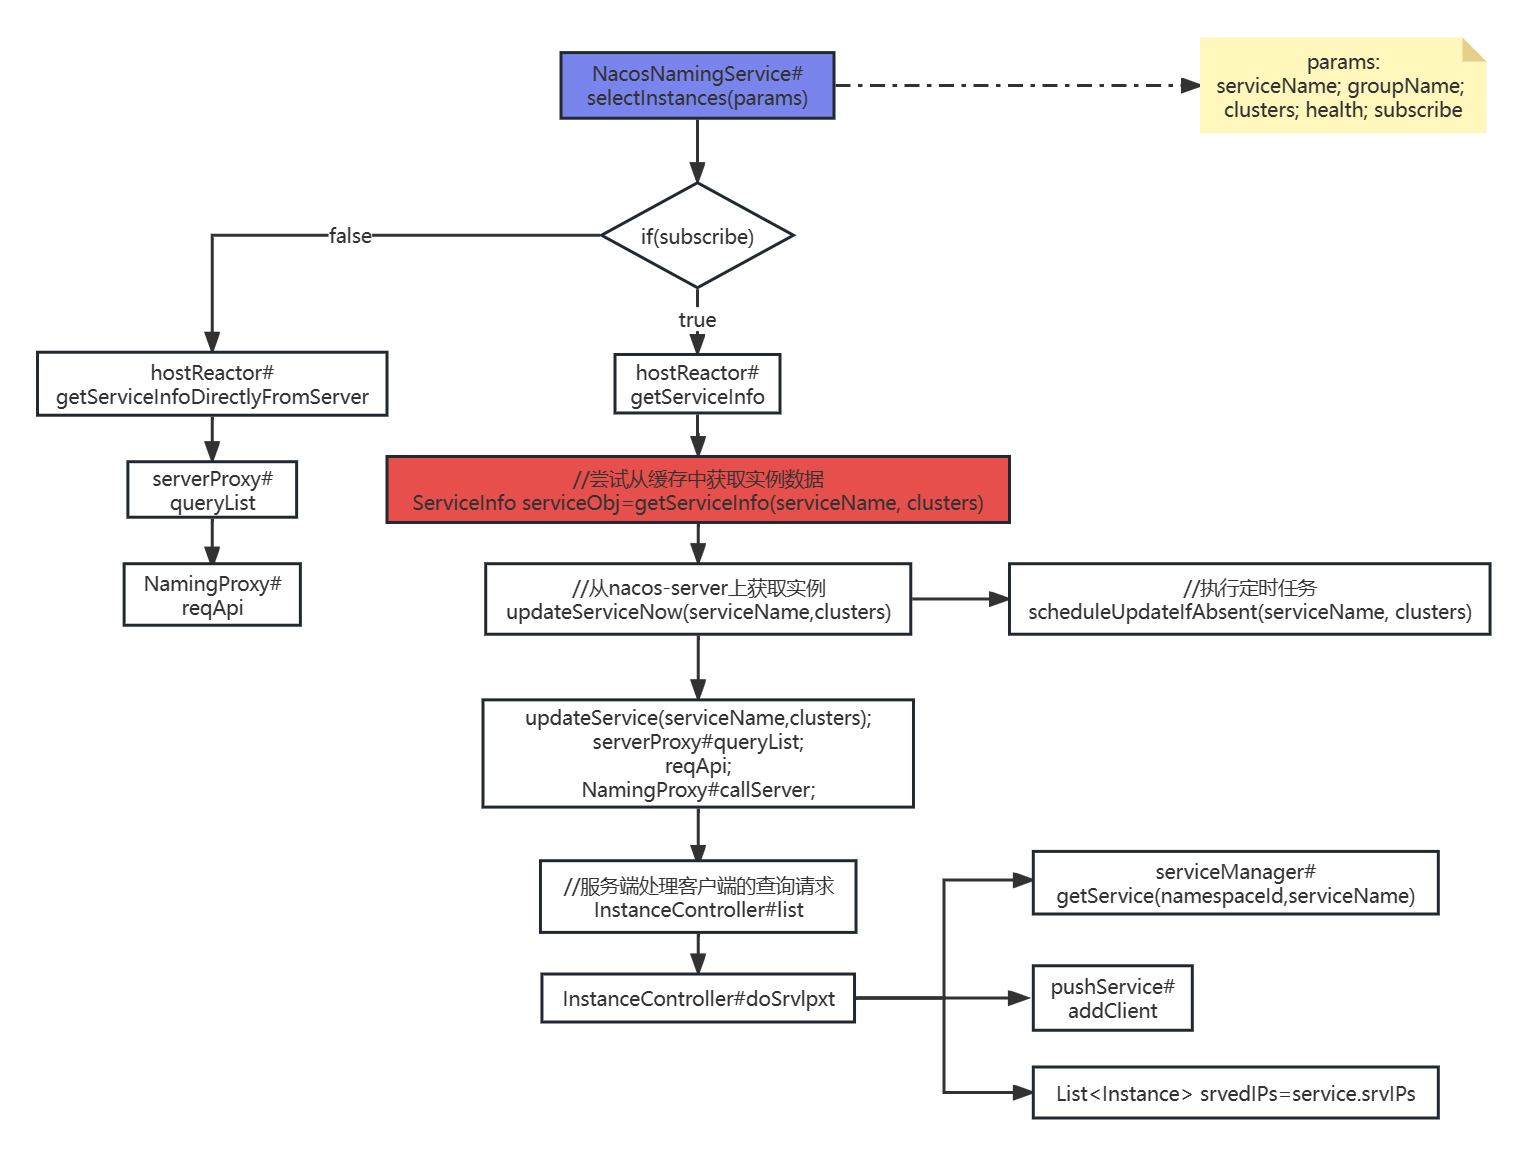 NacosNamingService#
selectInstances(params)
params:
serviceName; groupName;
clusters; health; subscribe
if(subscribe)
false
true
hostReactor#
getServiceInfoDirectlyFromServer
hostReactor#
getServiceInfo
serverProxy#
queryList
//尝试从缓存中获取实例数据
ServiceInfo serviceObj=getServiceInfo(serviceName, clusters)
NamingProxy#
reqApi
//从nacos-server上获取实例
updateServiceNow(serviceName,clusters)
//执行定时任务
scheduleUpdateIfAbsent(serviceName, clusters)
updateService(serviceName,clusters);
serverProxy#queryList;
reqApi;
NamingProxy#callServer;
//服务端处理客户端的查询请求
InstanceController#list
serviceManager#
getService(namespaceId,serviceName)
InstanceController#doSrvIpxt
pushService#
addClient
List<Instance> srvedIPs=service.srvIPs